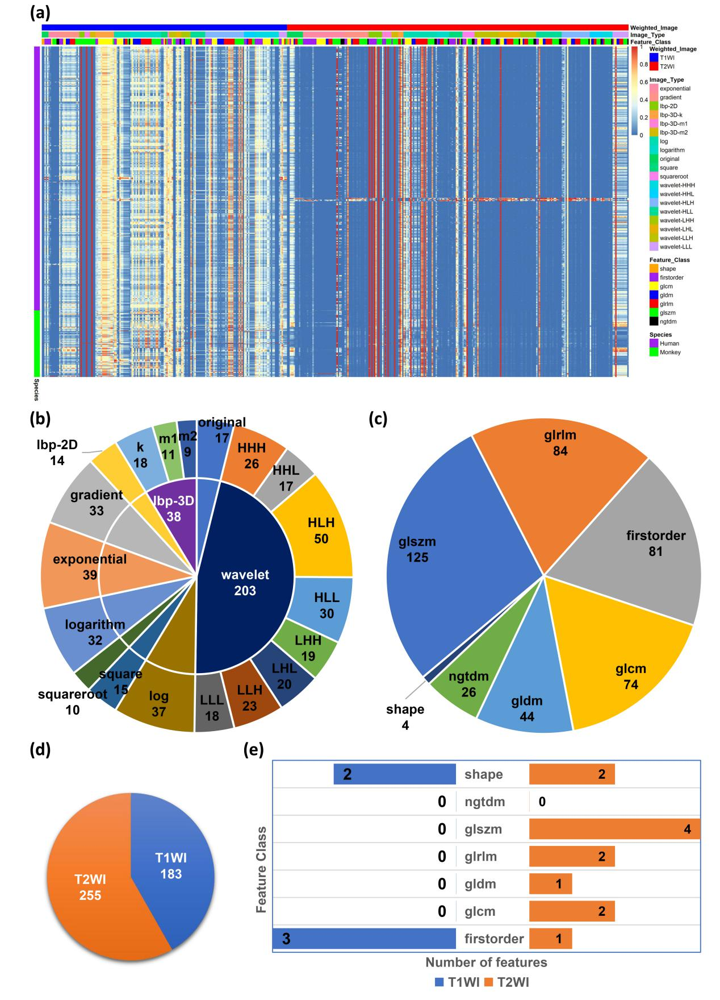 (a)
Weighted_Image
Image_Type
Feature_Class
1
0.8
0.6
0.4
0.2
0
Weighted_Image
T1WI
T2WI
Image_Type
exponential
gradient
lbp-2D
lbp-3D-k
lbp-3D-m1
lbp-3D-m2
log
logarithm
original
square
squareroot
wavelet-HHH
wavelet-HHL
wavelet-HLH
wavelet-HLL
wavelet-LHH
wavelet-LHL
wavelet-LLH
wavelet-LLL
Feature_Class
shape
firstorder
glcm
gldm
glrlm
glszm
ngtdm
Species
Human
Monkey
Species
(b)
original
17
HHH
26
HHL
17
HLH
50
HLL
30
LHH
19
LHL
20
LLH
23
LLL
18
log
37
square
15
squareroot
10
logarithm
32
exponential
39
gradient
33
lbp-2D
14
k
18
m1
11
m2
9
lbp-3D
38
wavelet
203
(c)
glrlm
84
firstorder
81
glcm
74
gldm
44
ngtdm
26
shape
4
glszm
125
(d)
T1WI
183
T2WI
255
(e)
Feature Class
2 shape 2
0 ngtdm 0
0 glszm 4
0 glrlm 2
0 gldm 1
0 glcm 2
3 firstorder 1
Number of features
T1WI T2WI